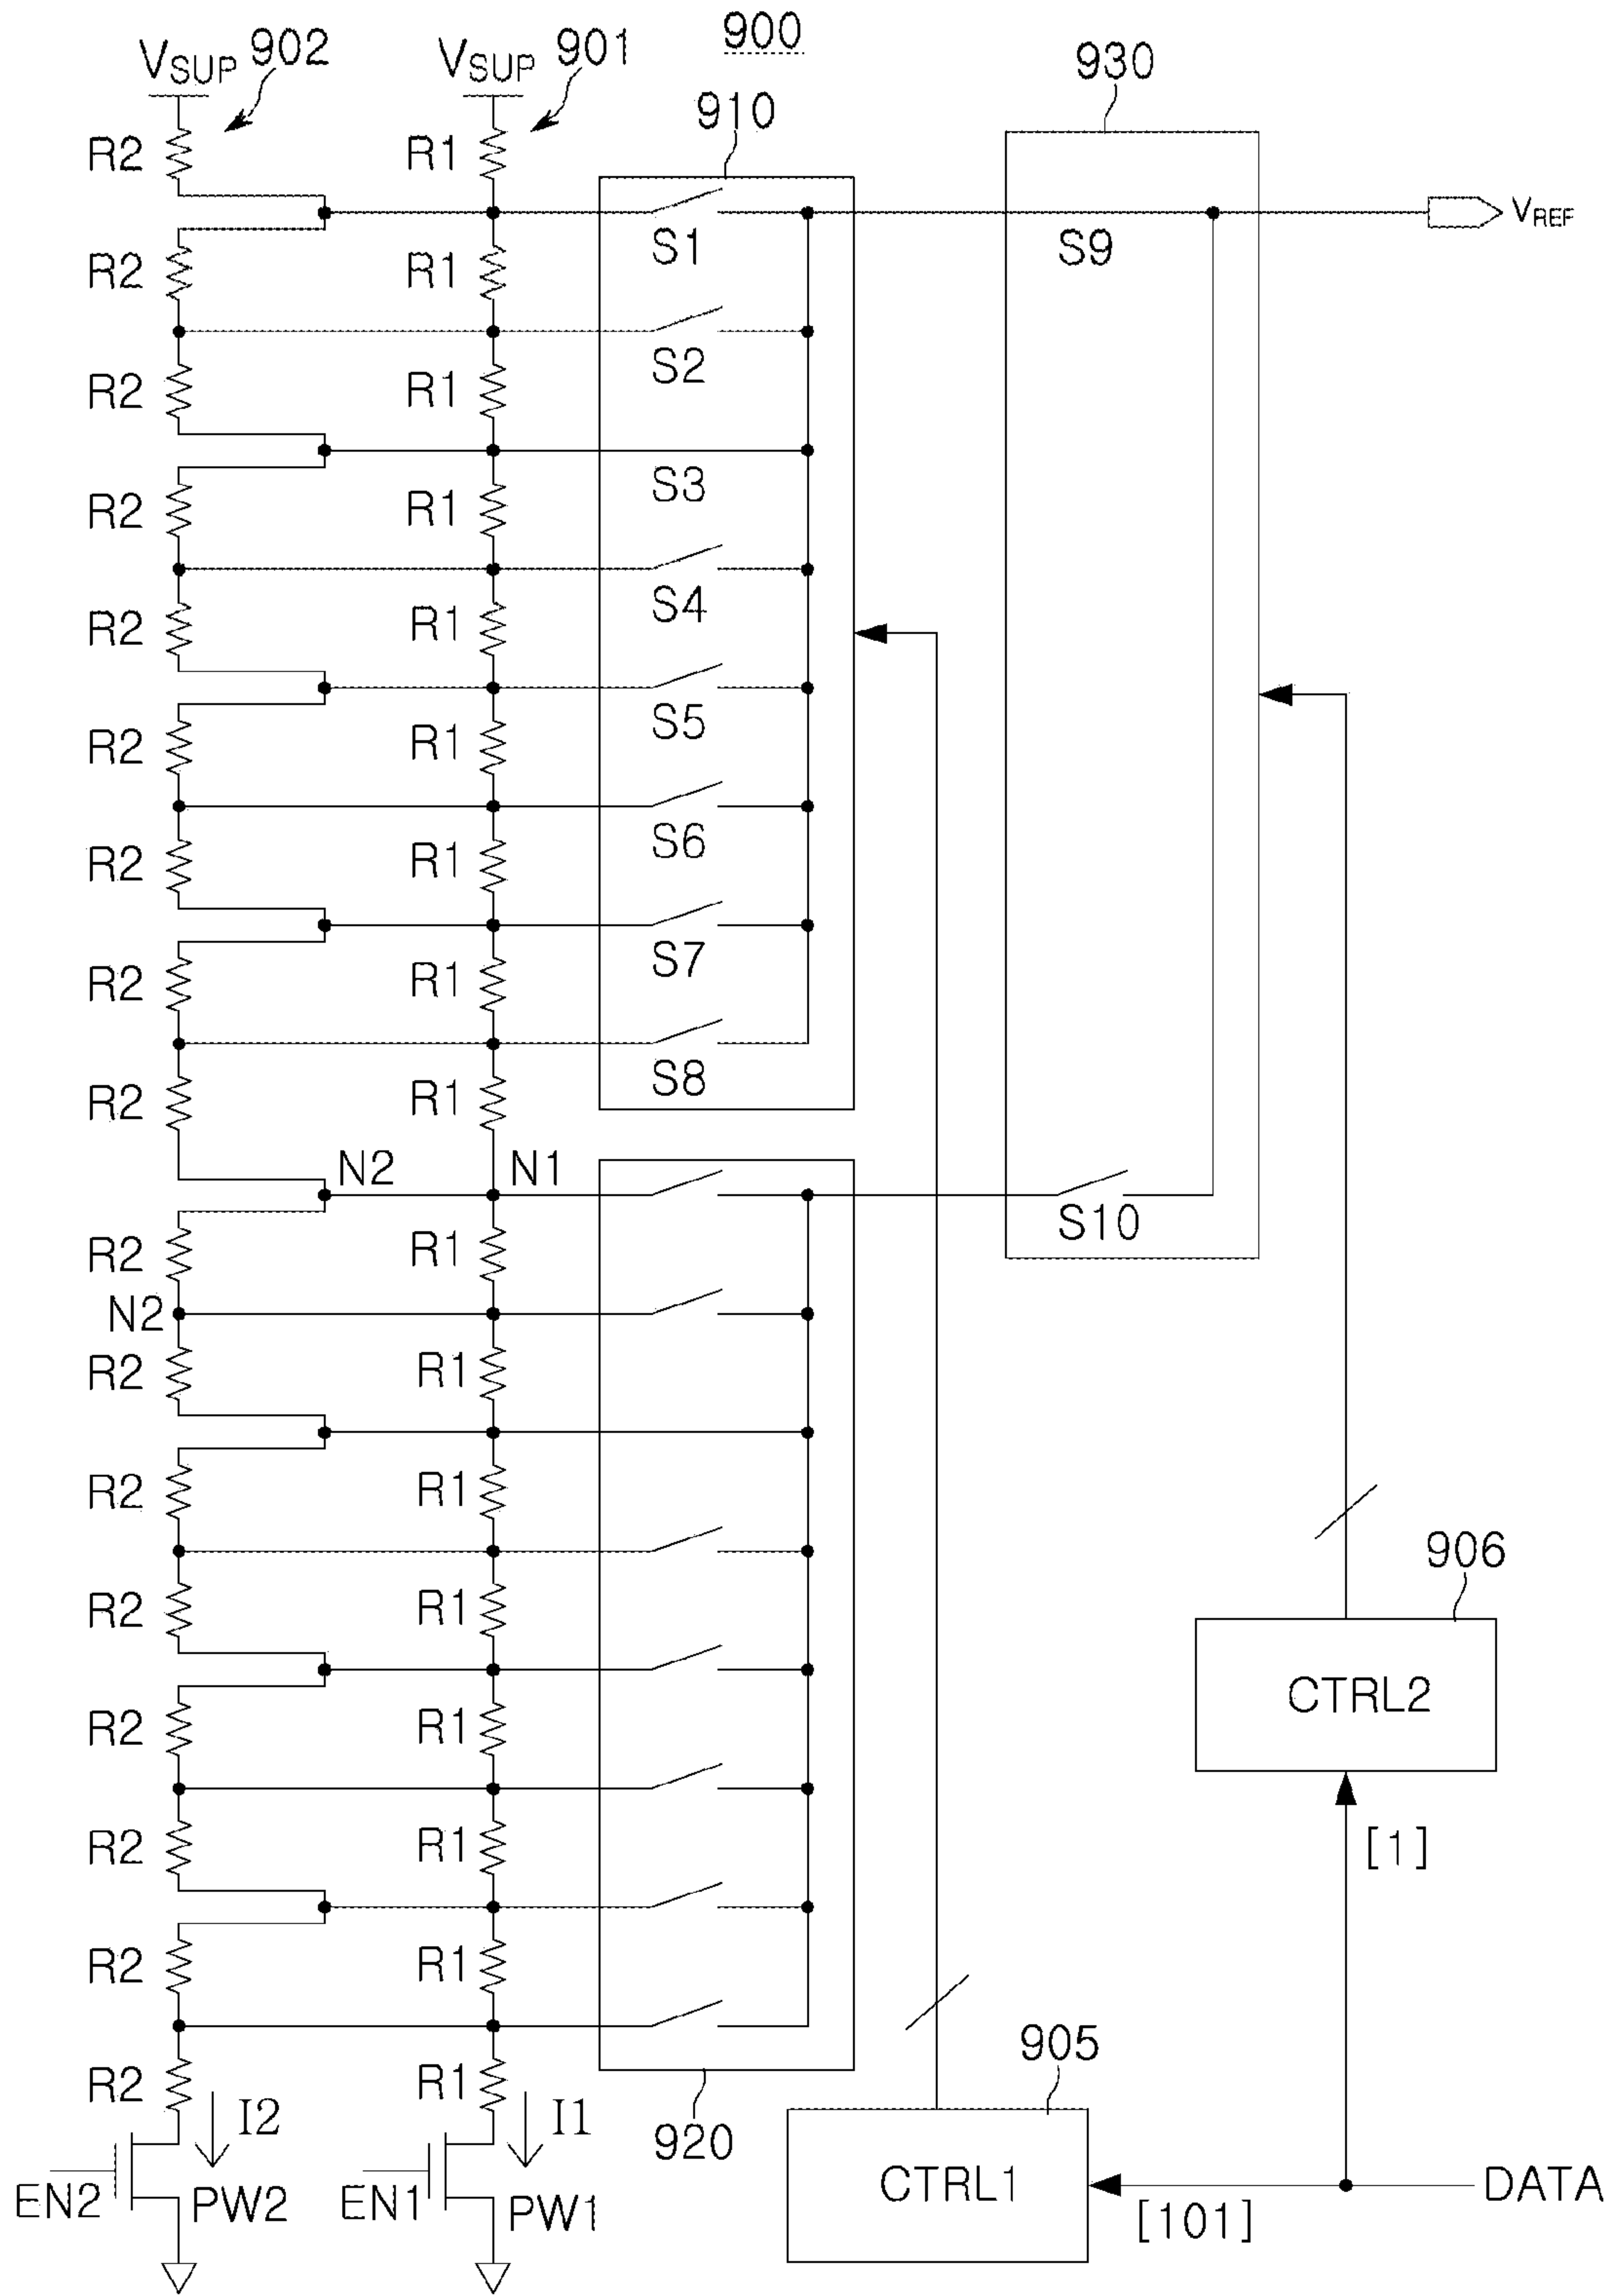 900
VSUP 902
VSUP 901
910
930
R2 R1
S1 S9 VREF
R2 R1
S2
R2 R1
S3
R2 R1
S4
R2 R1
S5
R2 R1
S6
R2 R1
S7
R2 R1
S8
R2 R1
N2 N1
S10
R2 R1
N2
R2 R1
R2 R1
906
R2 R1
CTRL2
R2 R1
[1]
R2 R1
R2 R1
905
R2 R1
I2 I1
920
CTRL1
DATA
EN2 PW2 EN1 PW1
[101]